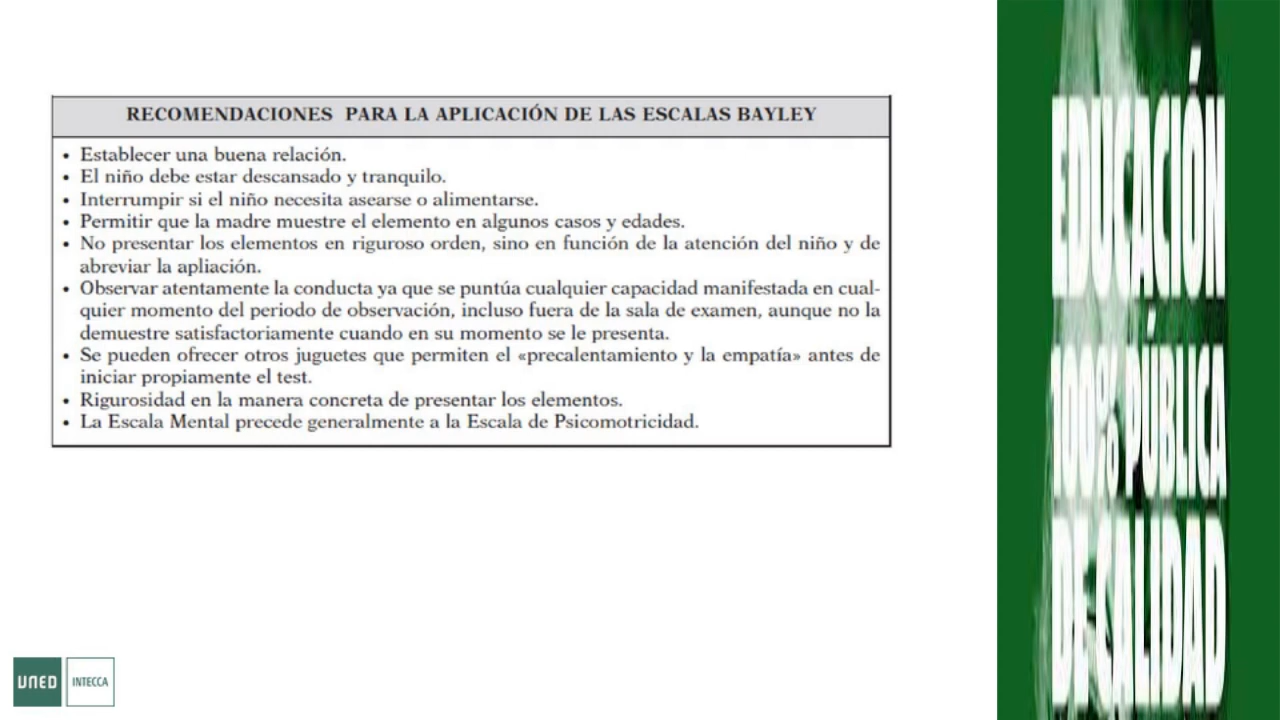 RECOMENDACIONES PARA LA APLICACIÓN DE LAS ESCALAS BAYLEY
• Establecer una buena relación.
• El niño debe estar descansado y tranquilo.
• Interrumpir si el niño necesita asearse o alimentarse.
• Permitir que la madre muestre el elemento en algunos casos y edades.
• No presentar los elementos en riguroso orden, sino en función de la atención del niño y de
abreviar la apliación.
• Observar atentamente la conducta ya que se puntúa cualquier capacidad manifestada en cual-
quier momento del periodo de observación, incluso fuera de la sala de examen, aunque no la
demuestre satisfactoriamente cuando en su momento se le presenta.
• Se pueden ofrecer otros juguetes que permiten el «precalentamiento y la empatía» antes de
iniciar propiamente el test.
• Rigurosidad en la manera concreta de presentar los elementos.
• La Escala Mental precede generalmente a la Escala de Psicomotricidad.
EDUCACIÓN
100% PÚBLICA
DE CALIDAD
UNED
INTECCA